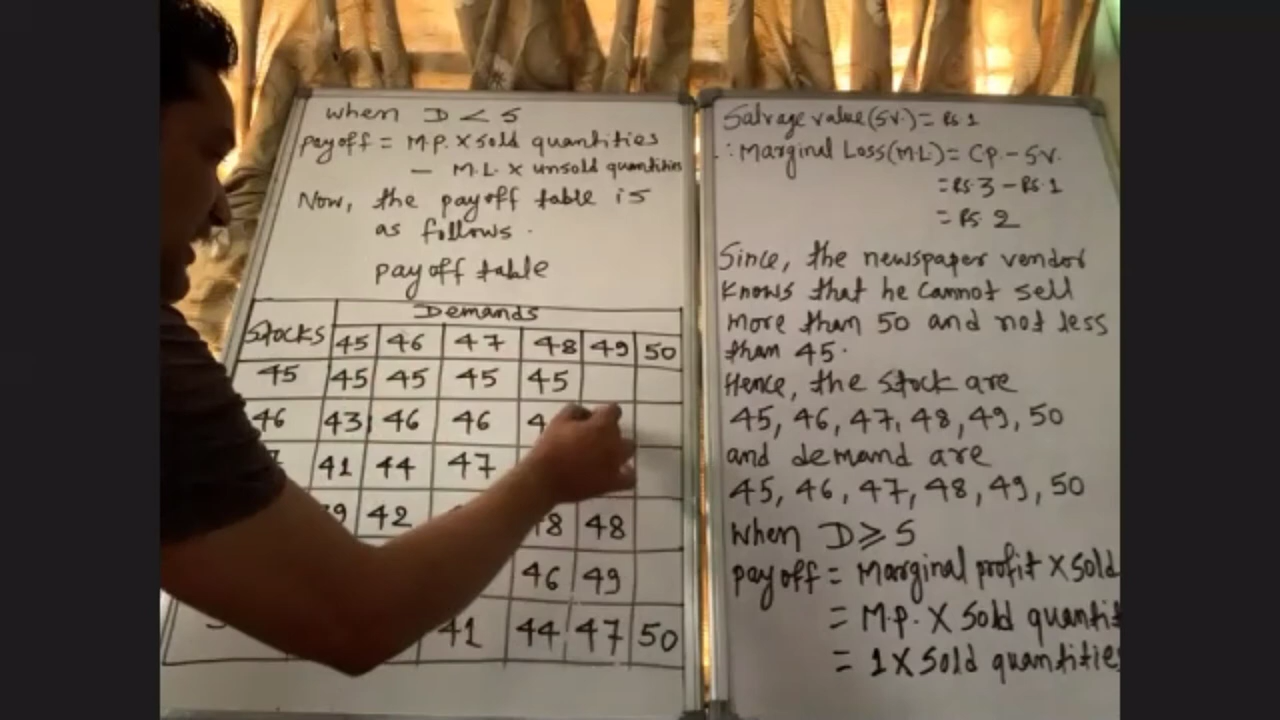 when D < S
payoff = M.P. × sold quantities
— M.L. × unsold quantities
Now, the payoff table is
as follows.
payoff table
Stocks Demands
45 46 47 48 49 50
45 45 45 45 45
46 43 46 46 4
41 44 47
9 42 48 48
46 49
41 44 47 50
Salvage value (S.V.) = Rs. 1
∴ Marginal Loss (M.L) = C.P. – S.V.
= Rs. 3 – Rs. 1
= Rs. 2
Since, the newspaper vendor
knows that he cannot sell
more than 50 and not less
than 45.
Hence, the stock are
45, 46, 47, 48, 49, 50
and demand are
45, 46, 47, 48, 49, 50
When D ⩾ S
payoff = Marginal profit × sold
= M.P. × sold quantit
= 1 × sold quantities